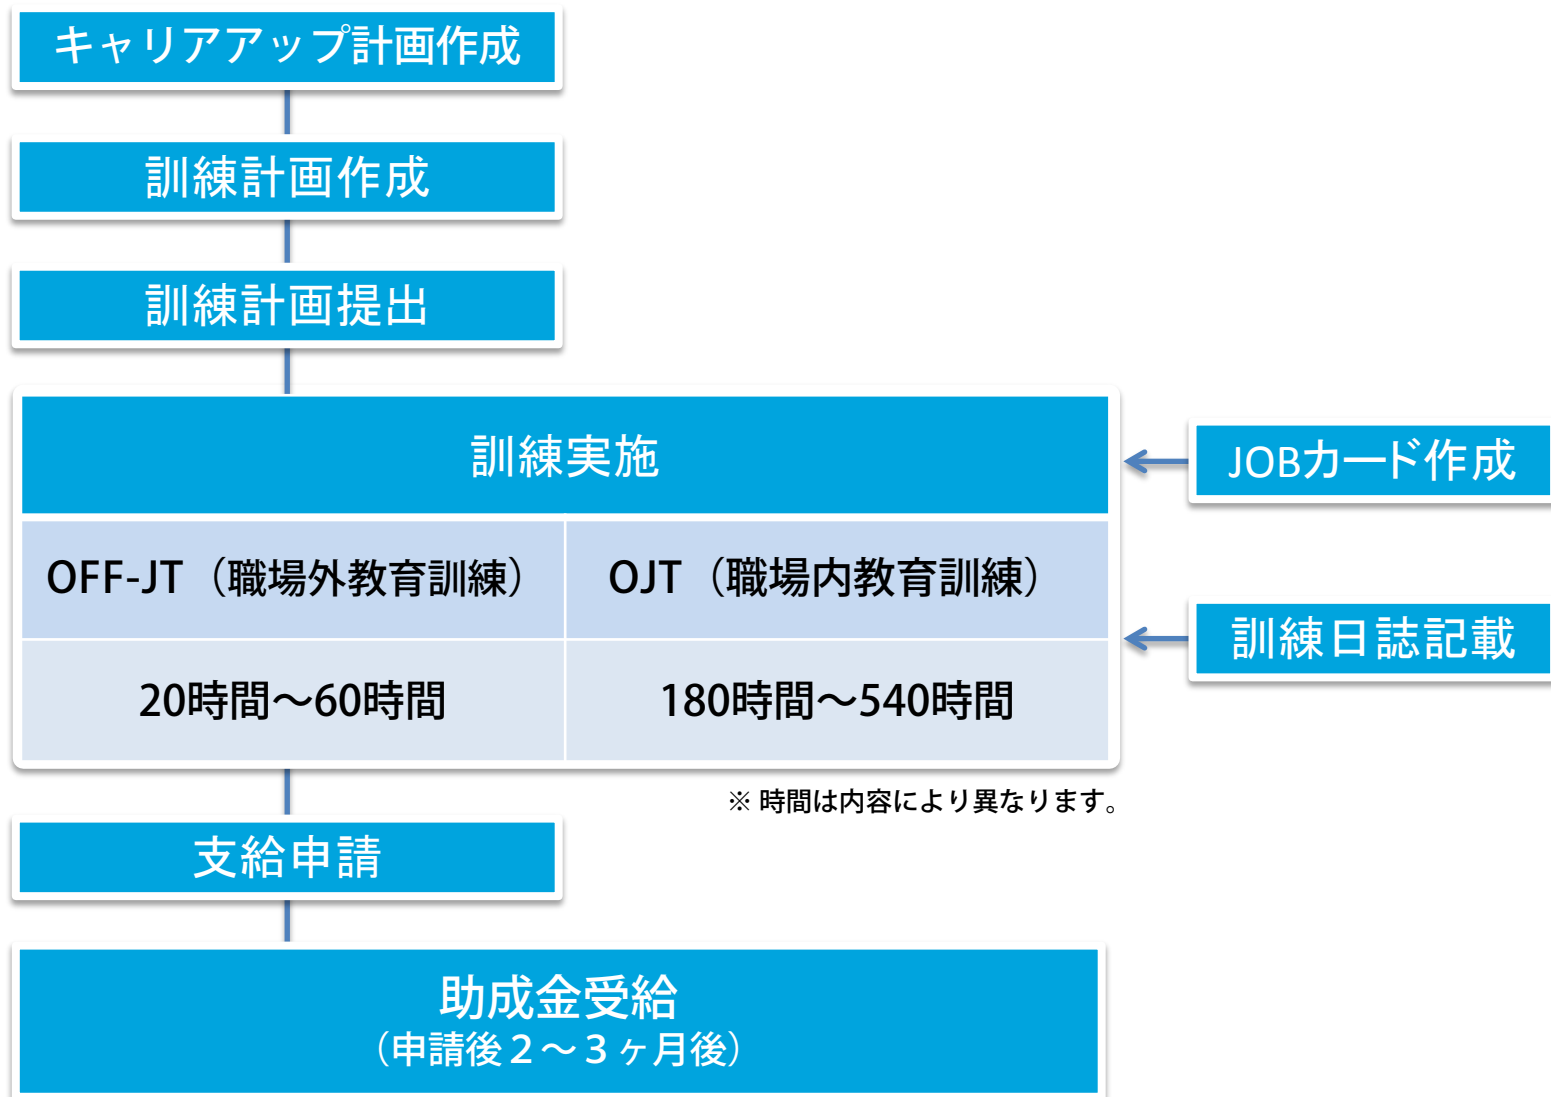 キャリアアップ計画作成
訓練計画作成
訓練計画提出
訓練実施
JOBカード作成
OFF-JT（職場外教育訓練）
OJT（職場内教育訓練）
訓練日誌記載
20時間～60時間
180時間～540時間
※ 時間は内容により異なります。
支給申請
助成金受給
（申請後２～３ヶ月後）